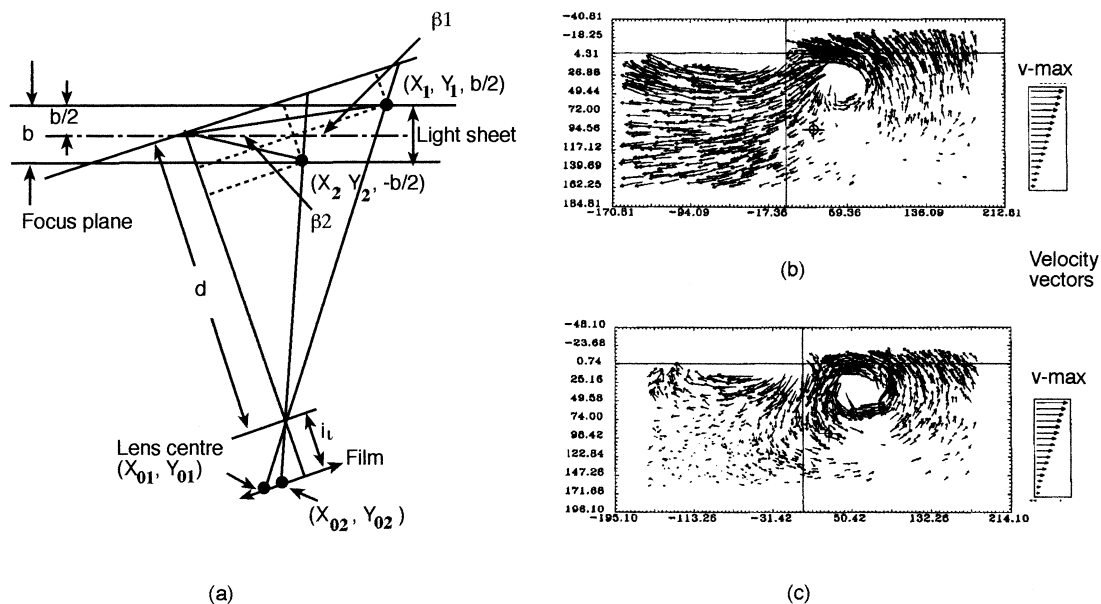 β1
(X1, Y1, b/2)
b/2
b
Light sheet
(X2 Y2, -b/2)
Focus plane
β2
d
Lens centre
(X01, Y01)
iι
Film
(X02, Y02 )
(a)
-40.81
-18.25
4.31
26.88
49.44
72.00
94.56
117.12
139.69
162.25
184.81
-170.81 -94.09 -17.36 69.36 136.09 212.81
v-max
(b)
Velocity
vectors
-48.10
-23.68
0.74
25.16
49.58
74.00
98.42
122.84
147.26
171.68
196.10
-195.10 -113.26 -31.42 50.42 132.26 214.10
v-max
(c)